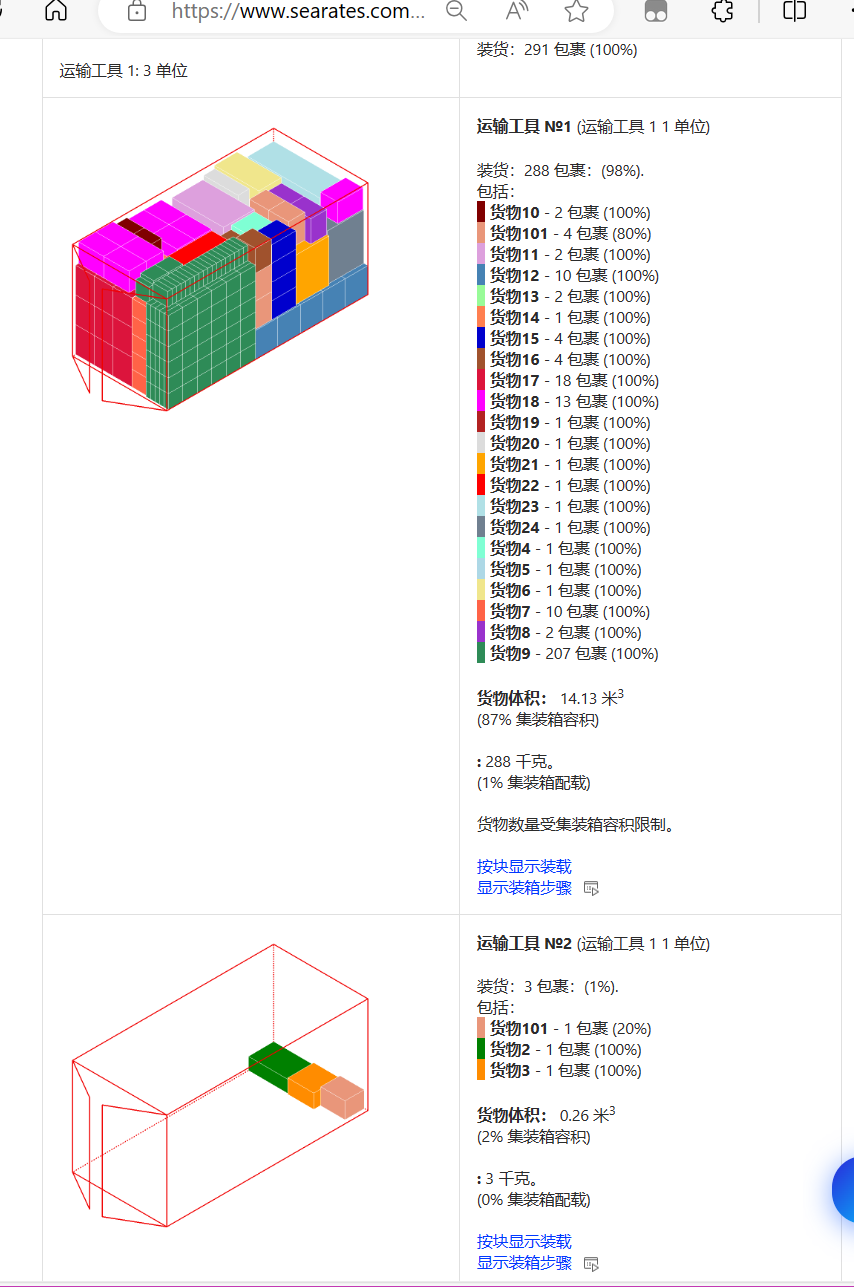 https://www.searates.com...
装货：291 包裹 (100%)
运输工具 1: 3 单位
运输工具 №1 (运输工具 1 1 单位)
装货：288 包裹：(98%).
包括：
货物10 - 2 包裹 (100%)
货物101 - 4 包裹 (80%)
货物11 - 2 包裹 (100%)
货物12 - 10 包裹 (100%)
货物13 - 2 包裹 (100%)
货物14 - 1 包裹 (100%)
货物15 - 4 包裹 (100%)
货物16 - 4 包裹 (100%)
货物17 - 18 包裹 (100%)
货物18 - 13 包裹 (100%)
货物19 - 1 包裹 (100%)
货物20 - 1 包裹 (100%)
货物21 - 1 包裹 (100%)
货物22 - 1 包裹 (100%)
货物23 - 1 包裹 (100%)
货物24 - 1 包裹 (100%)
货物4 - 1 包裹 (100%)
货物5 - 1 包裹 (100%)
货物6 - 1 包裹 (100%)
货物7 - 10 包裹 (100%)
货物8 - 2 包裹 (100%)
货物9 - 207 包裹 (100%)
货物体积： 14.13 米³
(87% 集装箱容积)
: 288 千克。
(1% 集装箱配载)
货物数量受集装箱容积限制。
按块显示装载
显示装箱步骤
运输工具 №2 (运输工具 1 1 单位)
装货：3 包裹：(1%).
包括：
货物101 - 1 包裹 (20%)
货物2 - 1 包裹 (100%)
货物3 - 1 包裹 (100%)
货物体积： 0.26 米³
(2% 集装箱容积)
: 3 千克。
(0% 集装箱配载)
按块显示装载
显示装箱步骤